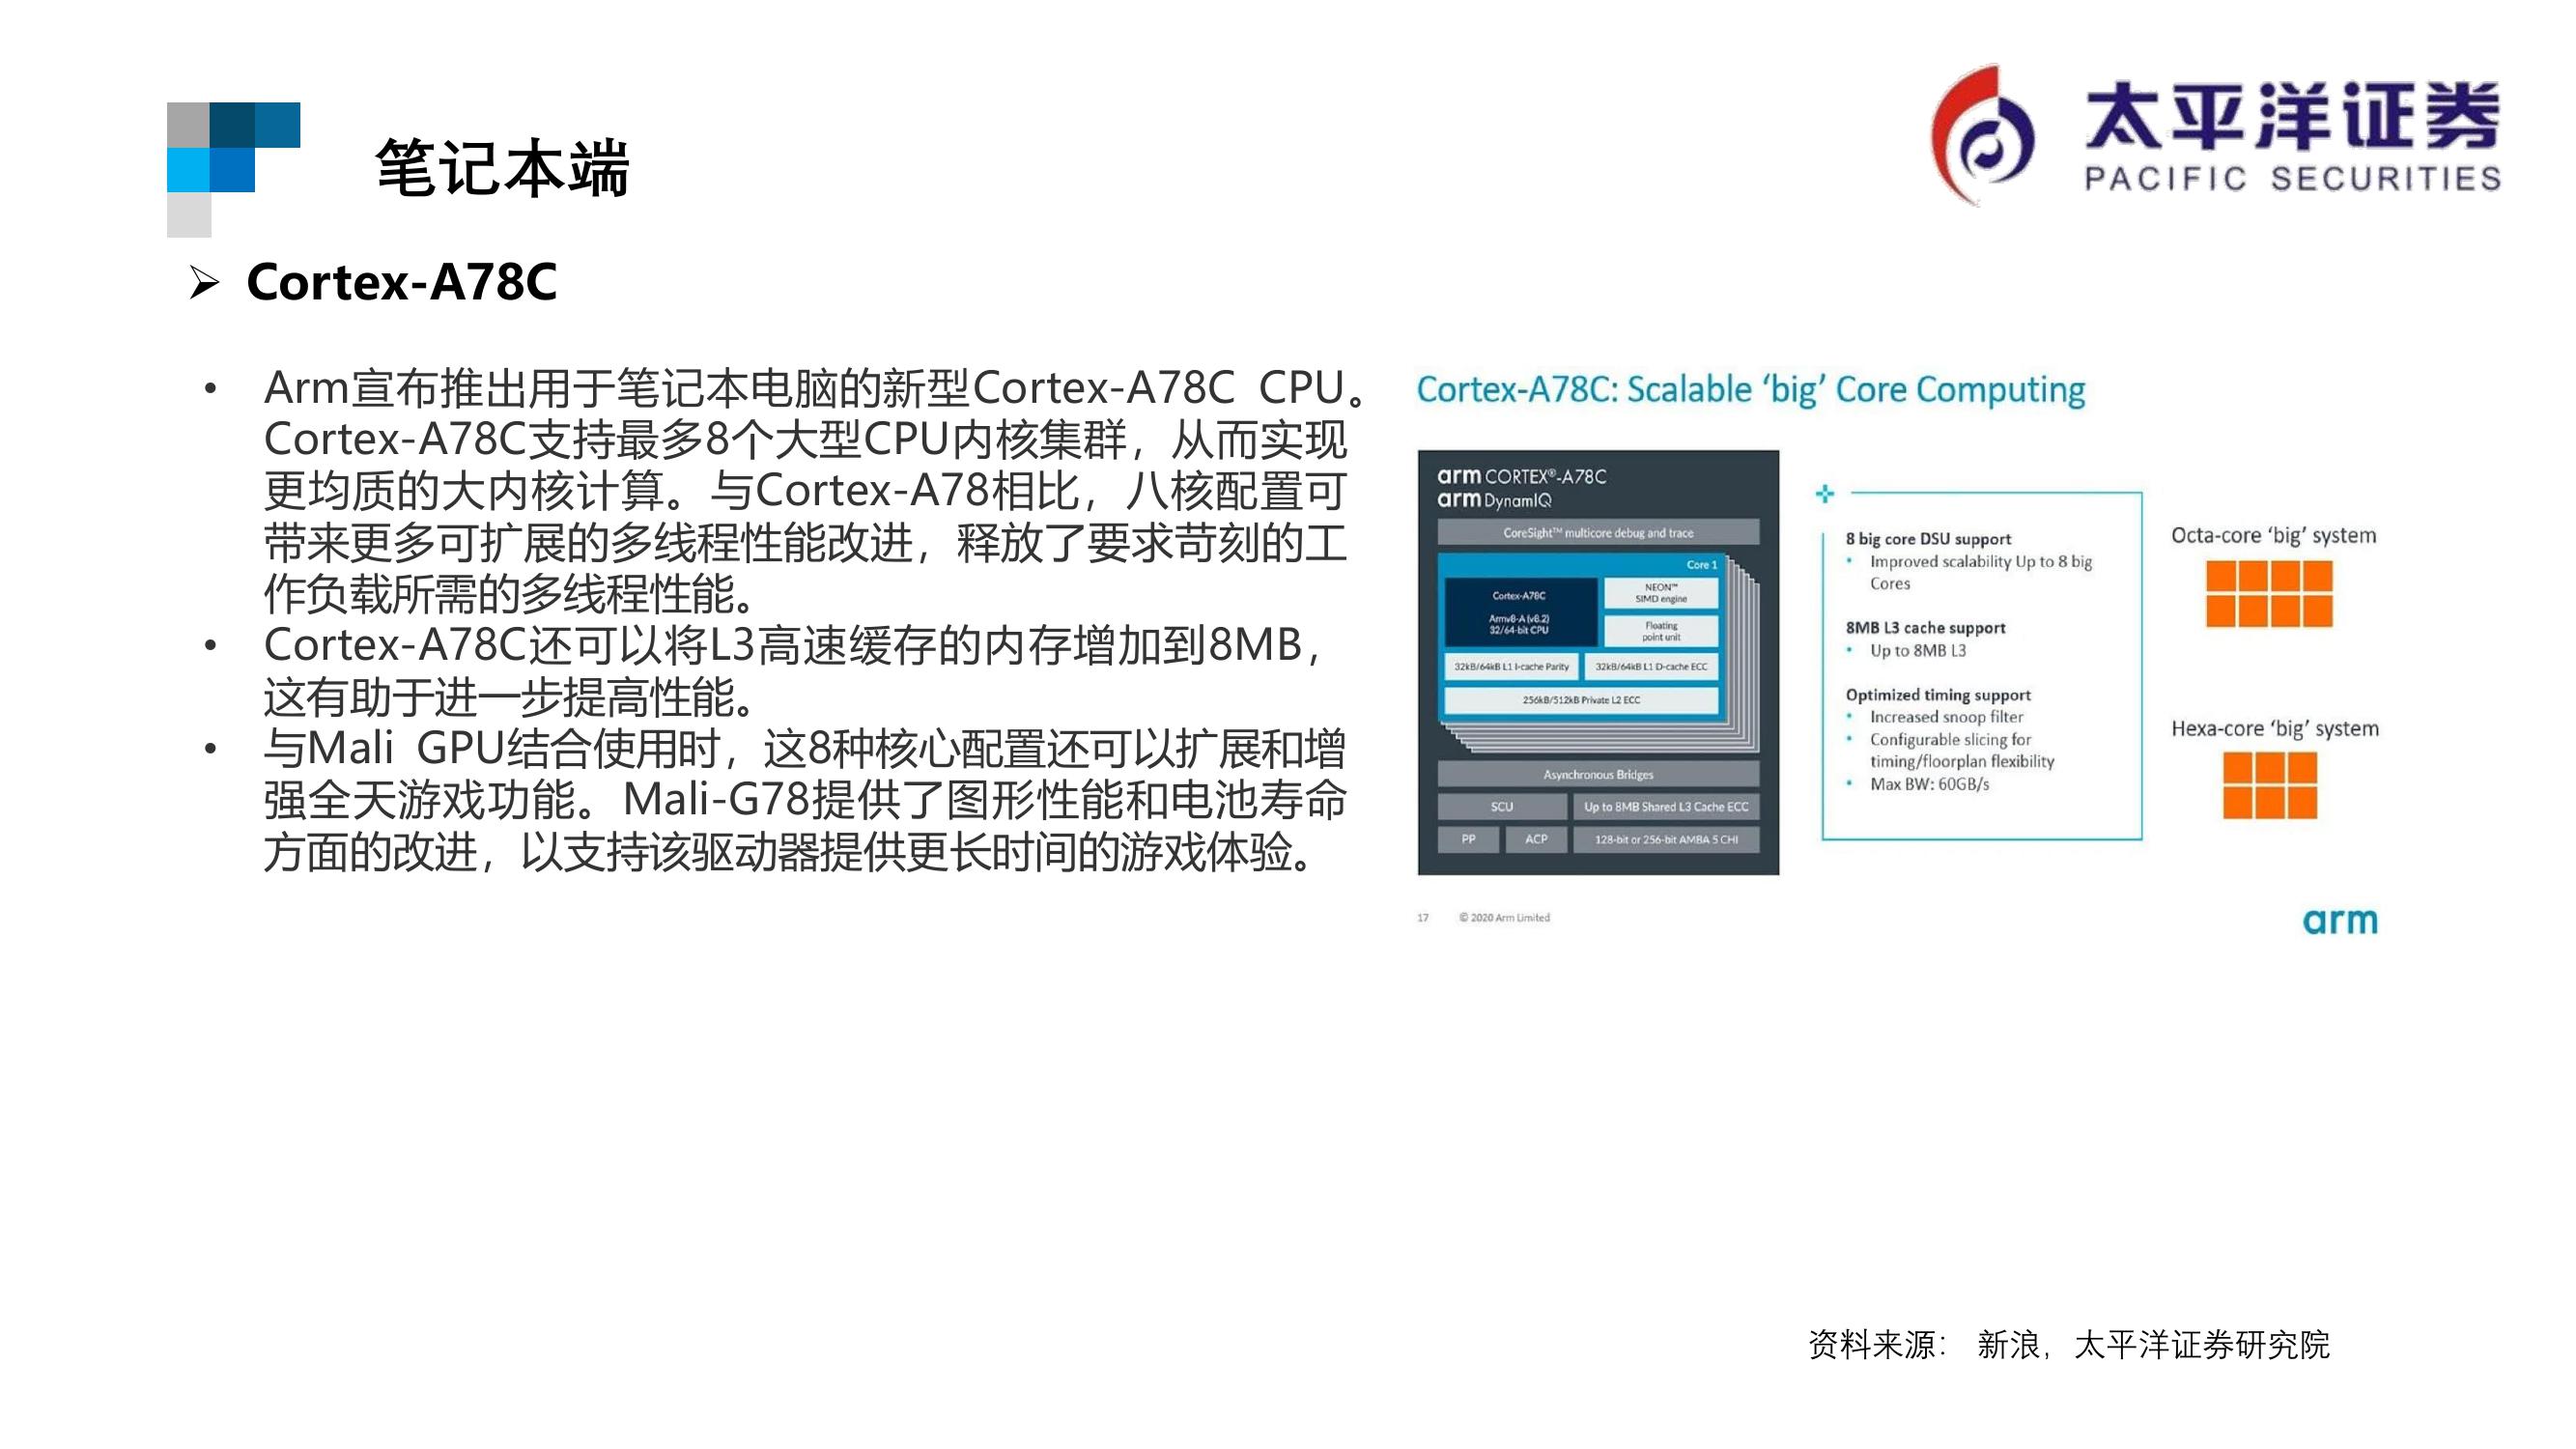 笔记本端
太平洋证券
PACIFIC SECURITIES
➢ Cortex-A78C
• Arm宣布推出用于笔记本电脑的新型Cortex-A78C CPU。
Cortex-A78C支持最多8个大型CPU内核集群，从而实现
更均质的大内核计算。与Cortex-A78相比，八核配置可
带来更多可扩展的多线程性能改进，释放了要求苛刻的工
作负载所需的多线程性能。
• Cortex-A78C还可以将L3高速缓存的内存增加到8MB，
这有助于进一步提高性能。
• 与Mali GPU结合使用时，这8种核心配置还可以扩展和增
强全天游戏功能。Mali-G78提供了图形性能和电池寿命
方面的改进，以支持该驱动器提供更长时间的游戏体验。
Cortex-A78C: Scalable ‘big’ Core Computing
arm CORTEX®-A78C
arm DynamIQ
CoreSight™ multicore debug and trace
Core 1
Cortex-A78C
Armv8-A (v8.2)
32/64-bit CPU
NEON™
SIMD engine
Floating
point unit
32kB/64kB L1 I-cache Parity
32kB/64kB L1 D-cache ECC
256kB/512kB Private L2 ECC
Asynchronous Bridges
SCU
Up to 8MB Shared L3 Cache ECC
PP
ACP
128-bit or 256-bit AMBA 5 CHI
8 big core DSU support
• Improved scalability Up to 8 big
Cores
8MB L3 cache support
• Up to 8MB L3
Optimized timing support
• Increased snoop filter
• Configurable slicing for
timing/floorplan flexibility
• Max BW: 60GB/s
Octa-core ‘big’ system
Hexa-core ‘big’ system
17 © 2020 Arm Limited
arm
资料来源： 新浪，太平洋证券研究院